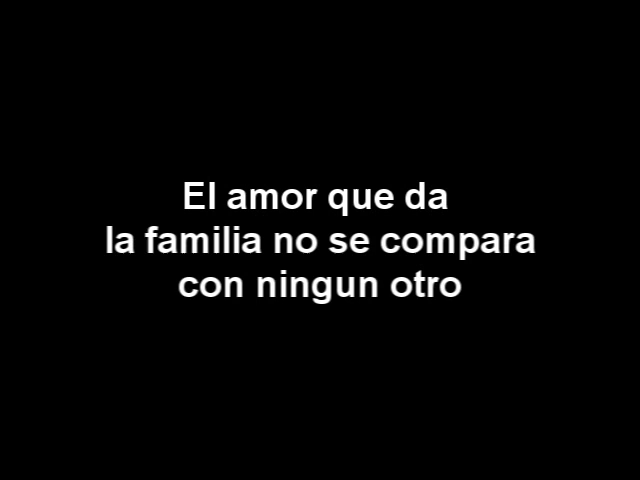 El amor que da
la familia no se compara
con ningun otro